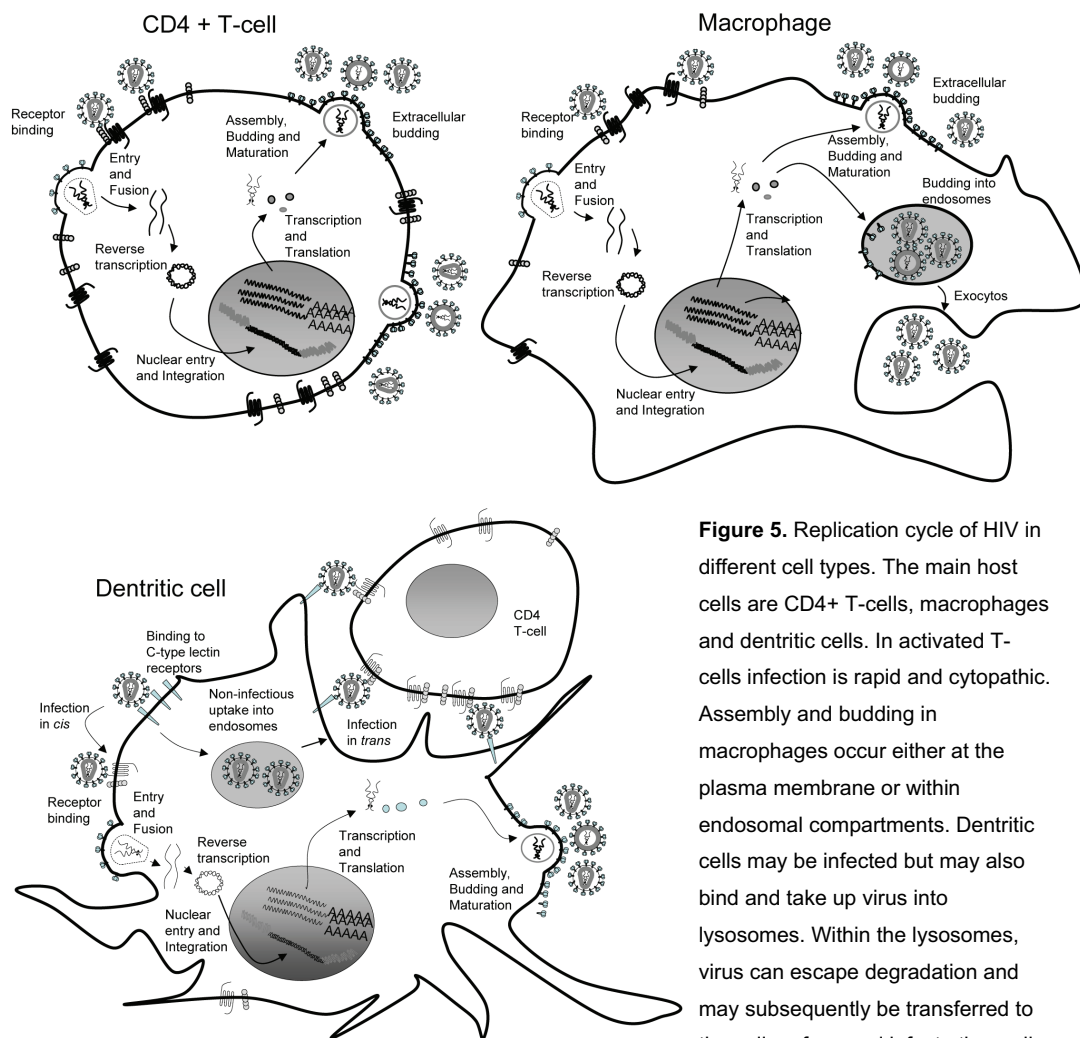 CD4 + T-cell
Receptor
binding
Entry
and
Fusion
Reverse
transcription
Nuclear entry
and Integration
Transcription
and
Translation
Assembly,
Budding and
Maturation
Extracellular
budding
AAAA
AAAAA
AAAAA
Macrophage
Receptor
binding
Entry
and
Fusion
Reverse
transcription
Nuclear entry
and Integration
Transcription
and
Translation
Assembly,
Budding and
Maturation
Extracellular
budding
Budding into
endosomes
Exocytos
AAAA
AAAAA
AAAAA
Dentritic cell
Binding to
C-type lectin
receptors
Infection
in cis
Receptor
binding
Entry
and
Fusion
Reverse
transcription
Nuclear
entry and
Integration
Non-infectious
uptake into
endosomes
Infection
in trans
CD4
T-cell
Transcription
and
Translation
Assembly,
Budding and
Maturation
AAAAA
AAAAA
AAAAA
Figure 5. Replication cycle of HIV in
different cell types. The main host
cells are CD4+ T-cells, macrophages
and dentritic cells. In activated T-
cells infection is rapid and cytopathic.
Assembly and budding in
macrophages occur either at the
plasma membrane or within
endosomal compartments. Dentritic
cells may be infected but may also
bind and take up virus into
lysosomes. Within the lysosomes,
virus can escape degradation and
may subsequently be transferred to